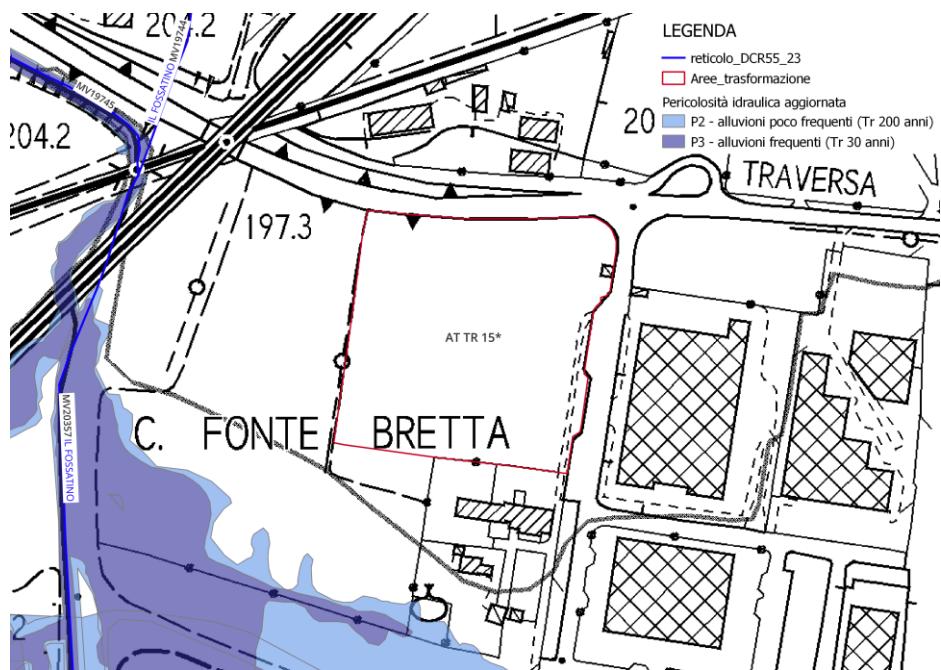 204.2
IL FOSSATINO MV19744
MV19745
LEGENDA
reticolo_DCR55_23
Aree_trasformazione
Pericolosità idraulica aggiornata
P2 - alluvioni poco frequenti (Tr 200 anni)
P3 - alluvioni frequenti (Tr 30 anni)
204.2
20
TRAVERSA
197.3
AT TR 15*
C. FONTE BRETTA
MV20357 IL FOSSATINO
2